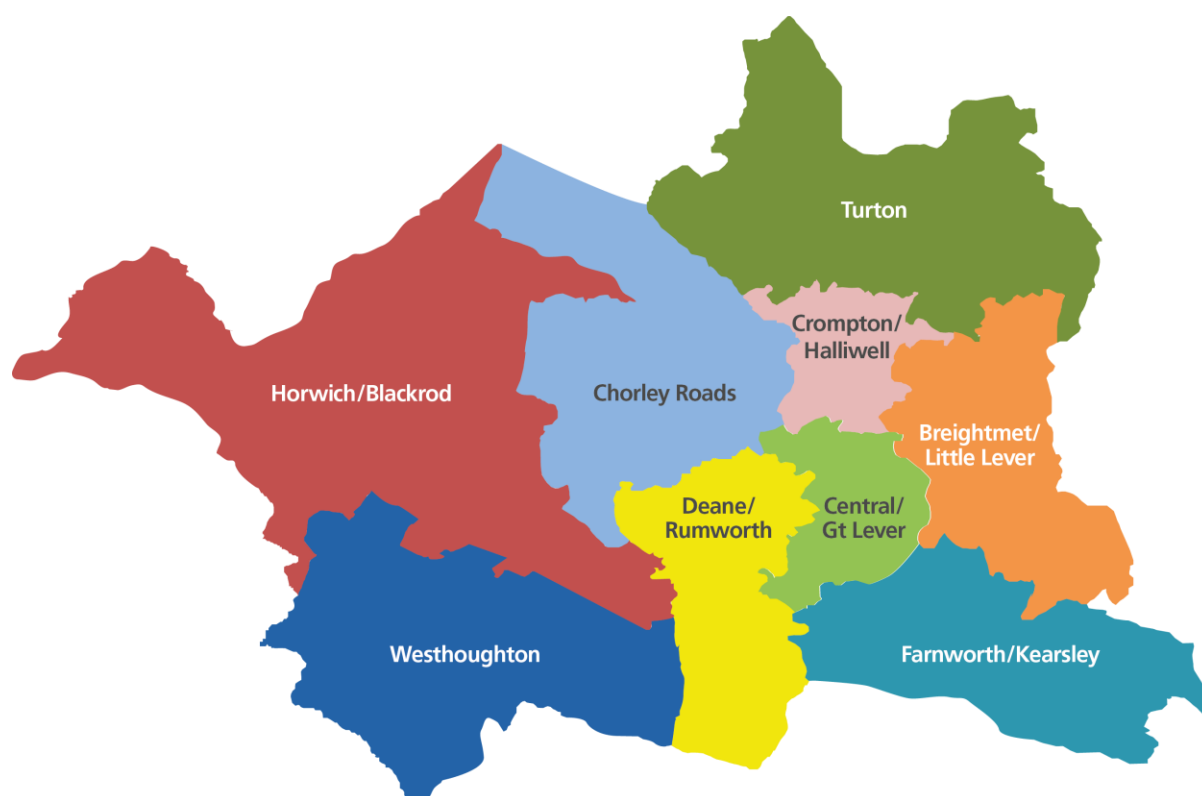 Turton
Crompton/
Halliwell
Horwich/Blackrod
Chorley Roads
Breightmet/
Little Lever
Deane/
Rumworth
Central/
Gt Lever
Westhoughton
Farnworth/Kearsley